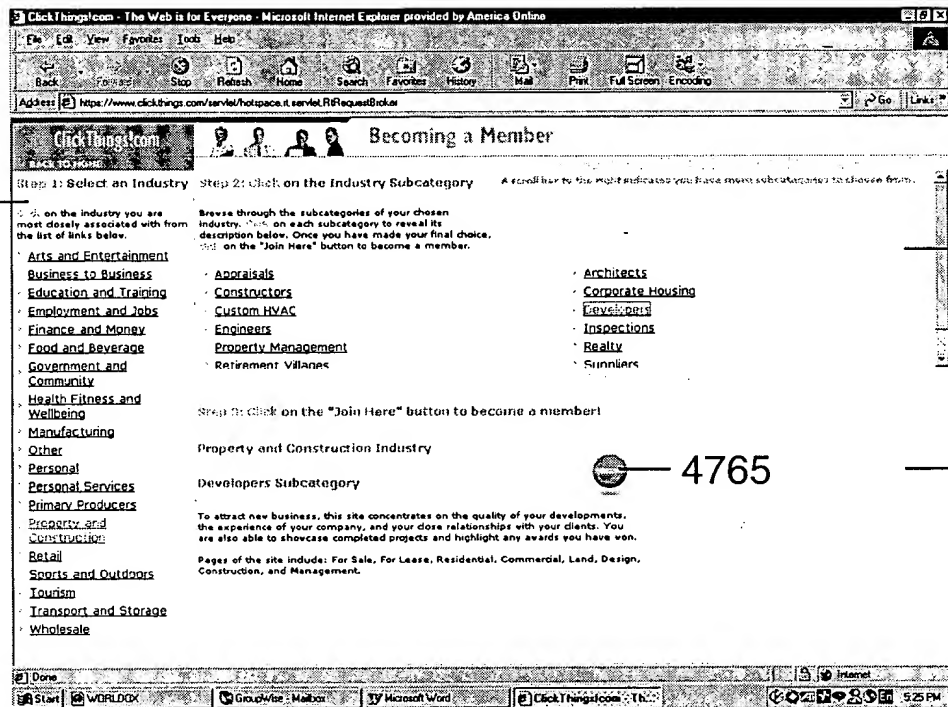 ClickThings!com - The Web is for Everyone - Microsoft Internet Explorer provided by America Online
File Edit View Favorites Tools Help
Back Forward Stop Refresh Home Search Favorites History Mail Print Full Screen Encoding
Address https://www.clickthings.com/servlet/hotspace.rt.servlet.RtRequestBroker Go Links »
ClickThings!com Becoming a Member
BACK TO HOME
Step 1: Select an Industry
Click on the industry you are
most closely associated with from
the list of links below.
Arts and Entertainment
Business to Business
Education and Training
Employment and Jobs
Finance and Money
Food and Beverage
Government and
Community
Health Fitness and
Wellbeing
Manufacturing
Other
Personal
Personal Services
Primary Producers
Property and
Construction
Retail
Sports and Outdoors
Tourism
Transport and Storage
Wholesale
Step 2: Click on the Industry Subcategory
A scroll bar to the right indicates you have more subcategories to choose from.
Browse through the subcategories of your chosen
industry. Click on each subcategory to reveal its
description below. Once you have made your final choice,
click on the "Join Here" button to become a member.
Appraisals Architects
Constructors Corporate Housing
Custom HVAC Developers
Engineers Inspections
Property Management Realty
Retirement Villages Suppliers
Step 3: Click on the "Join Here" button to become a member!
Property and Construction Industry
4765
Developers Subcategory
To attract new business, this site concentrates on the quality of your developments,
the experience of your company, and your close relationships with your clients. You
are also able to showcase completed projects and highlight any awards you have won.
Pages of the site include: For Sale, For Lease, Residential, Commercial, Land, Design,
Construction, and Management.
Done Internet
Start WORLDOX GroupWise - Mailbox Microsoft Word ClickThings!com - Th... En 5:25 PM